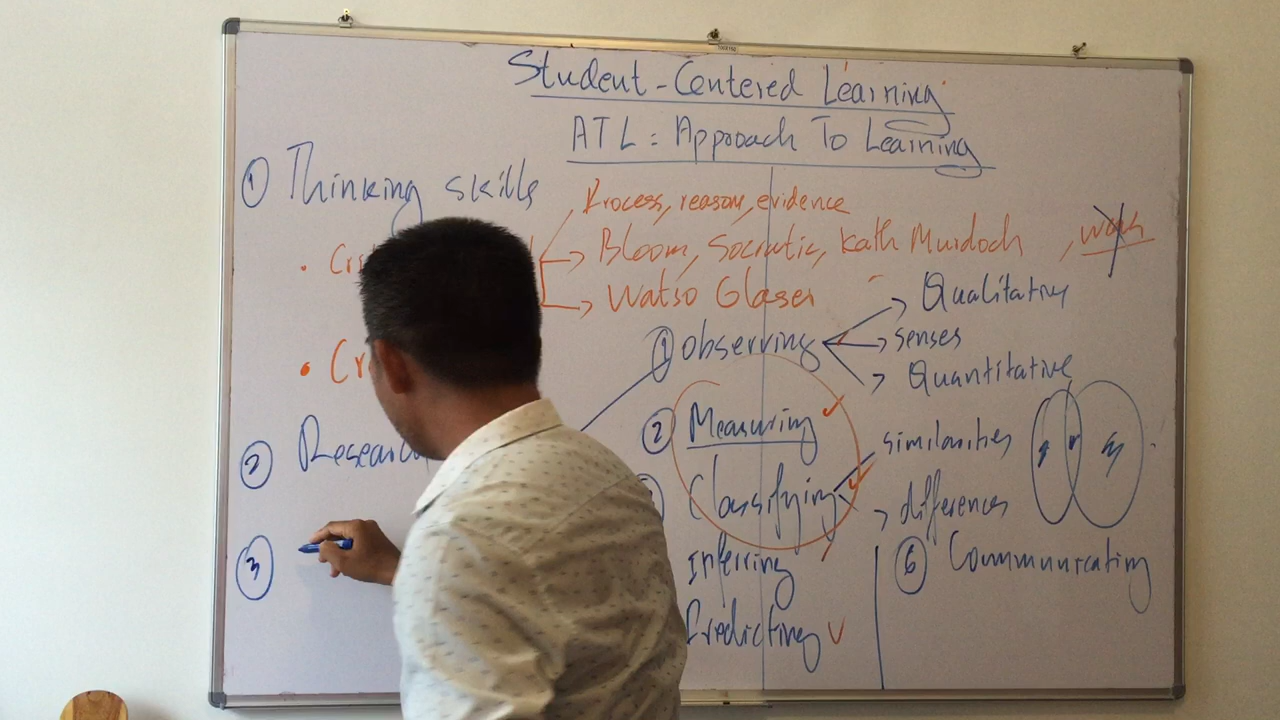 Student-Centered Learning
ATL : Approach To Learning
① Thinking skills
Process, reasons, evidence
Bloom, Socratic, Kath Murdoch,
Watso Glaser
① Observing
Qualitative
senses
Quantitative
② Measuring
Classifying
similarities
differences
② Research
③
Inferring
Predicting
⑥ Communicating